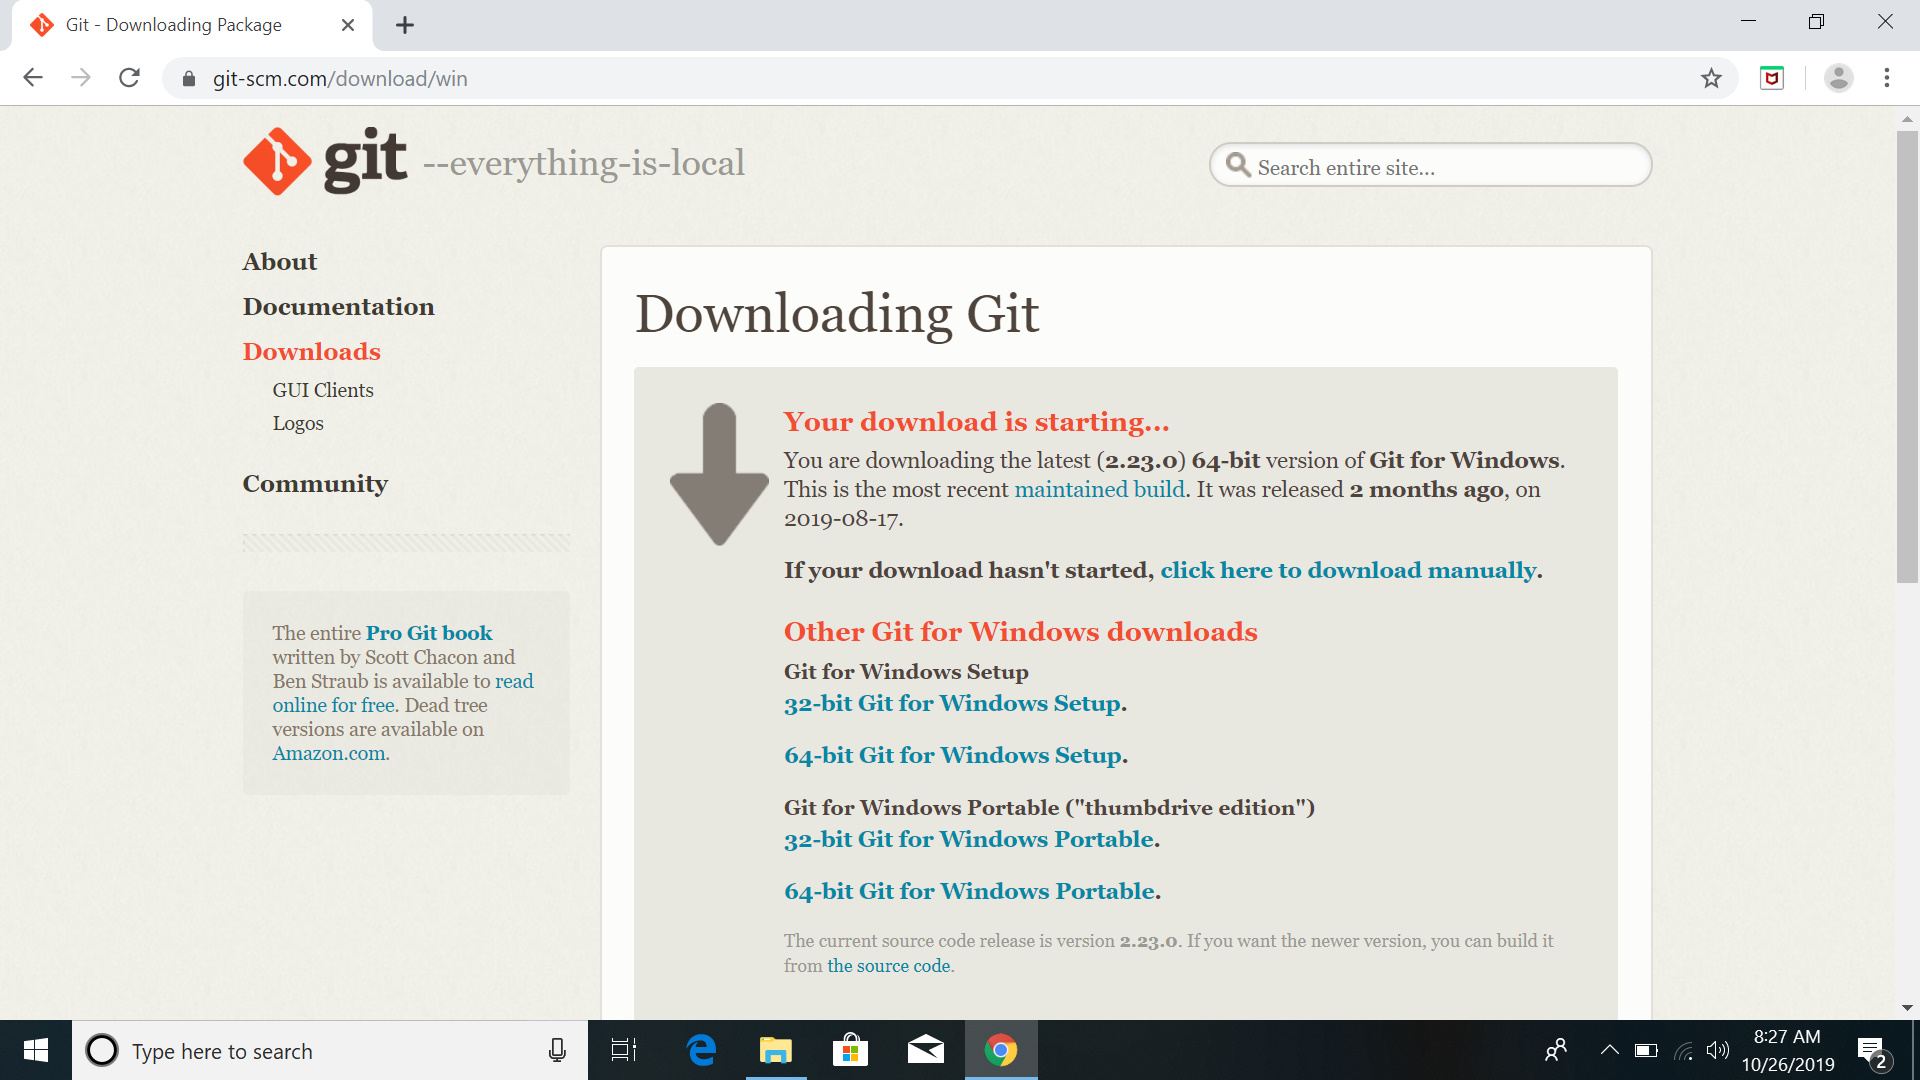 Git - Downloading Package
git-scm.com/download/win
git --everything-is-local
Search entire site...
About
Documentation
Downloads
GUI Clients
Logos
Community
The entire Pro Git book
written by Scott Chacon and
Ben Straub is available to read
online for free. Dead tree
versions are available on
Amazon.com.
Downloading Git
Your download is starting...
You are downloading the latest (2.23.0) 64-bit version of Git for Windows.
This is the most recent maintained build. It was released 2 months ago, on
2019-08-17.
If your download hasn't started, click here to download manually.
Other Git for Windows downloads
Git for Windows Setup
32-bit Git for Windows Setup.
64-bit Git for Windows Setup.
Git for Windows Portable ("thumbdrive edition")
32-bit Git for Windows Portable.
64-bit Git for Windows Portable.
The current source code release is version 2.23.0. If you want the newer version, you can build it
from the source code.
Type here to search
8:27 AM
10/26/2019
2